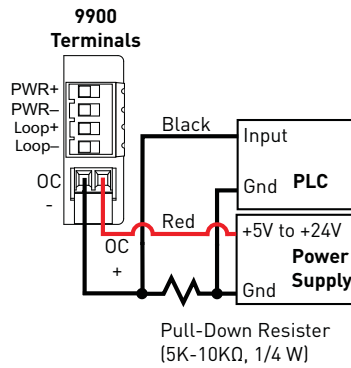 9900
Terminals
PWR+
PWR–
Loop+
Loop–
OC
-
OC
+
Black
Red
Input
Gnd PLC
+5V to +24V
Power
Supply
Gnd
Pull-Down Resister
(5K-10KΩ, 1/4 W)